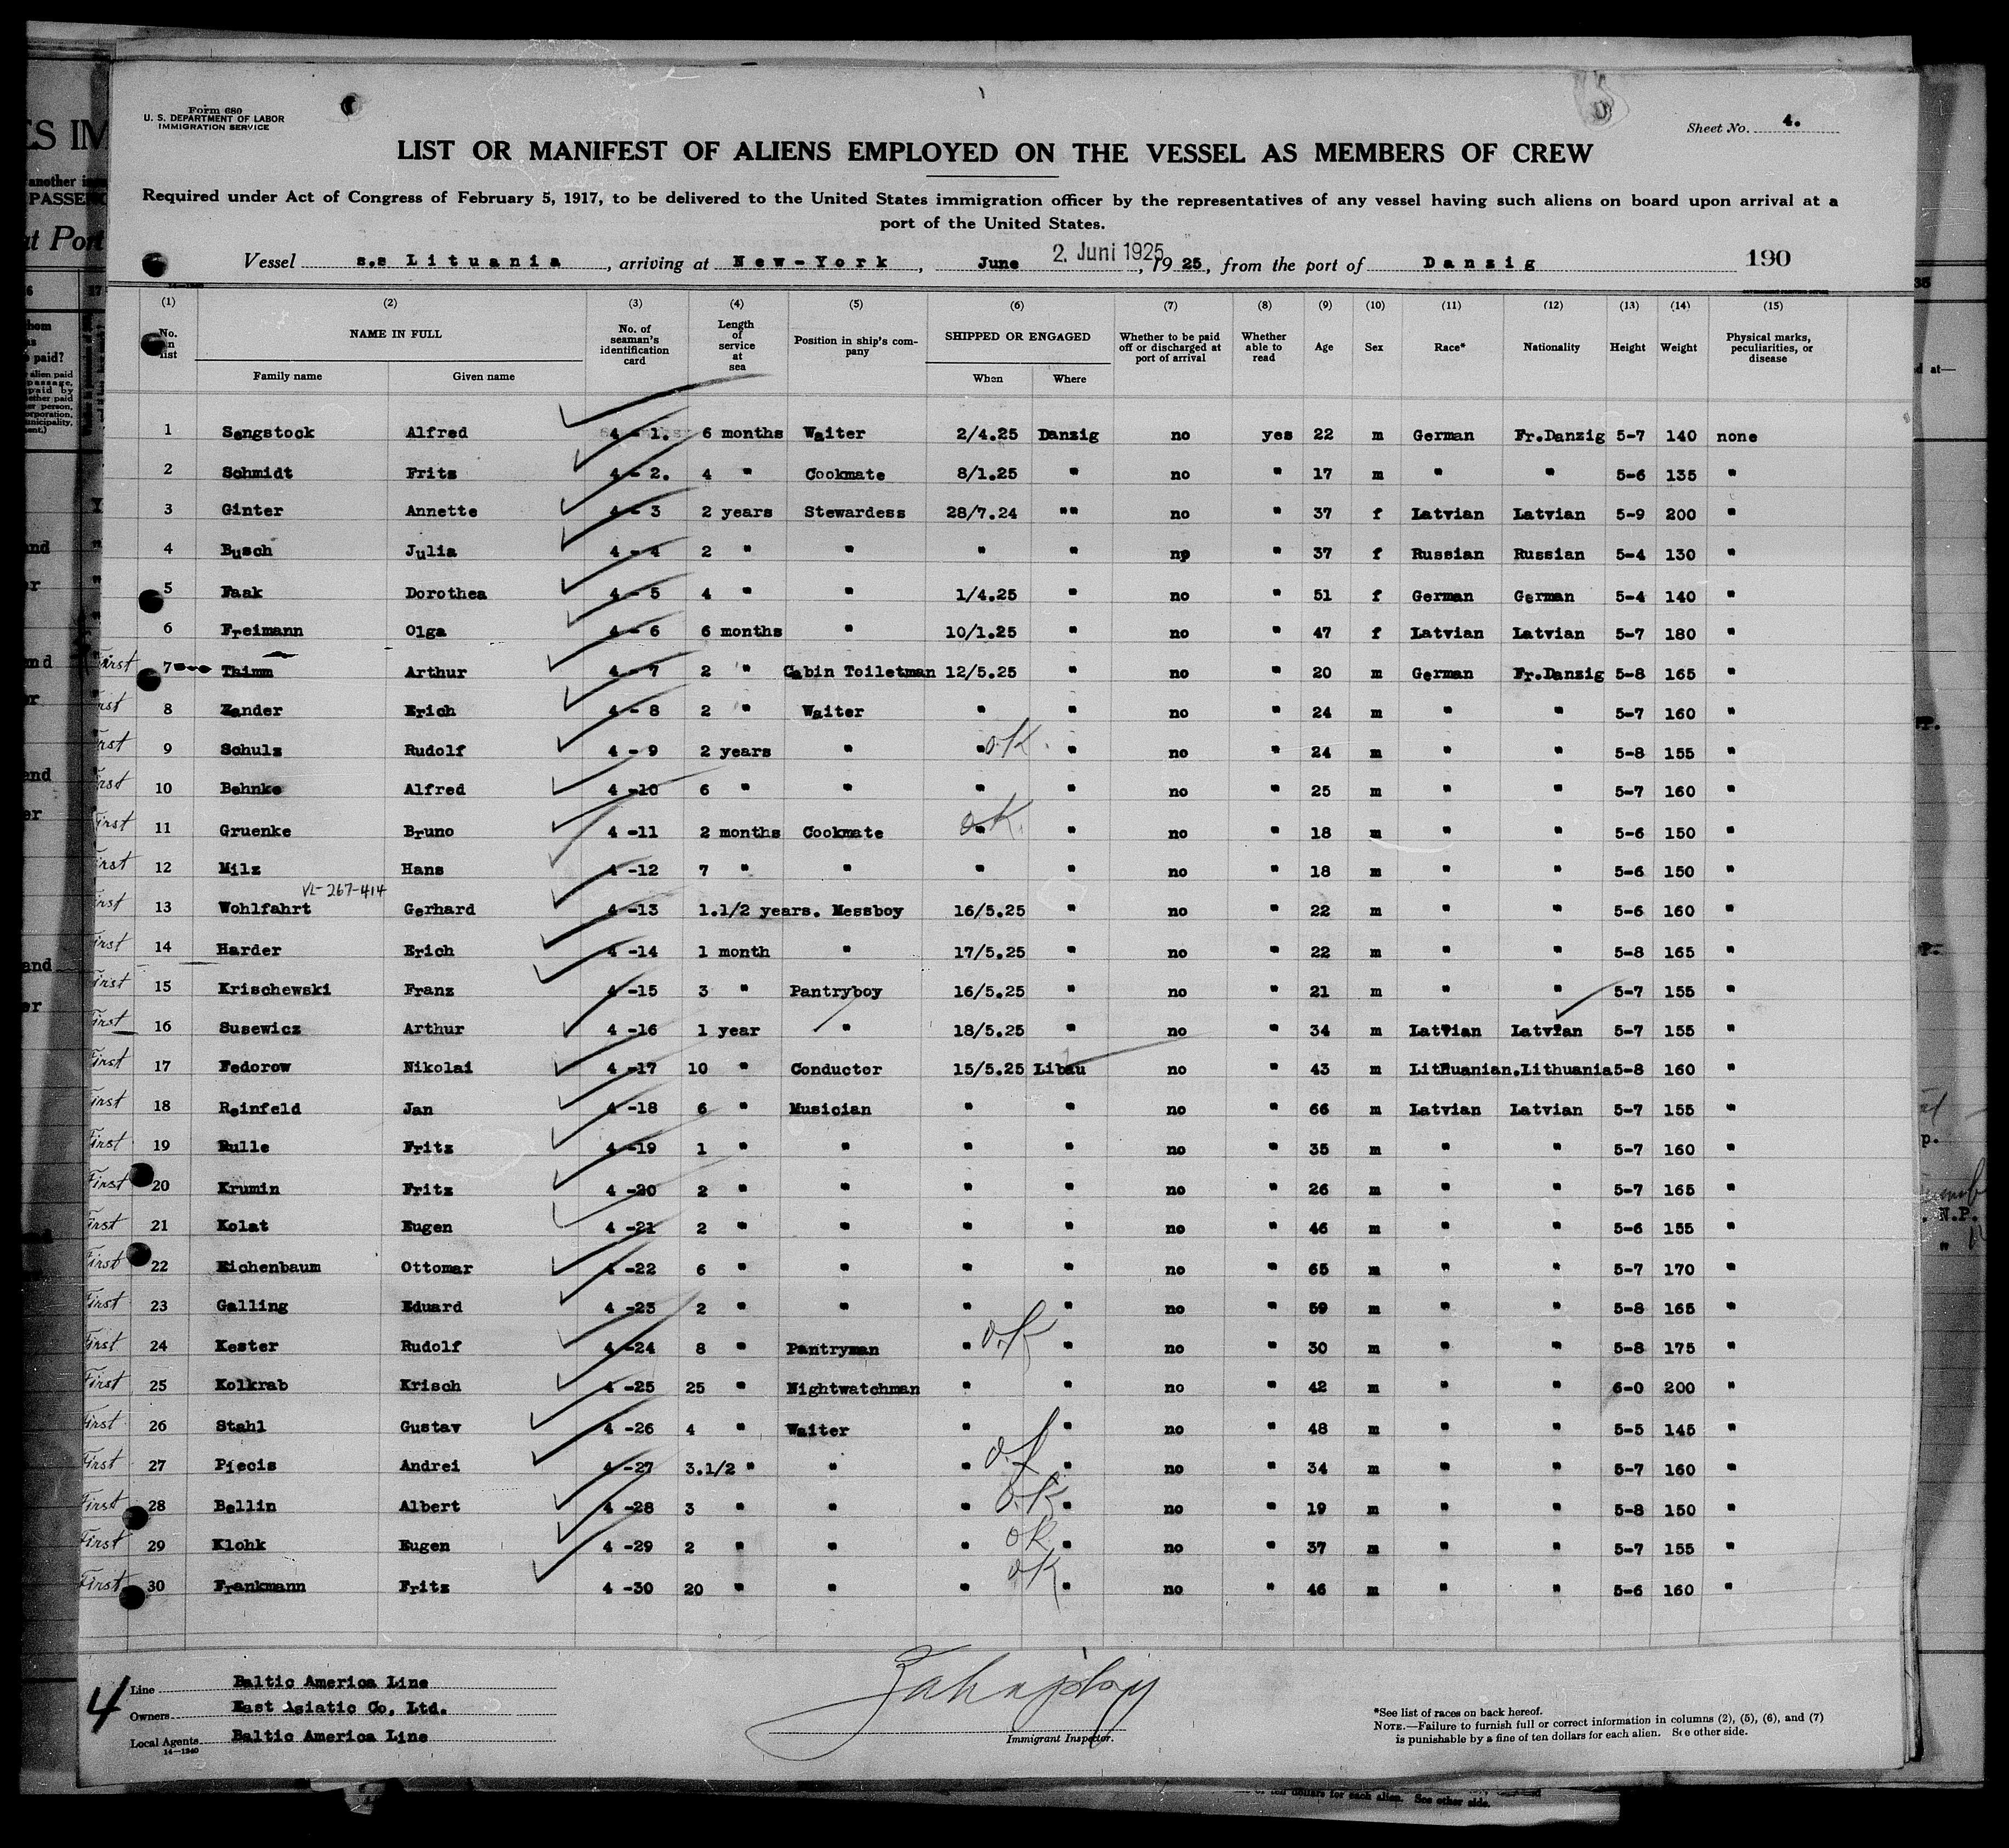 Form 680
U. S. DEPARTMENT OF LABOR
IMMIGRATION SERVICE
Sheet No. 4.
LIST OR MANIFEST OF ALIENS EMPLOYED ON THE VESSEL AS MEMBERS OF CREW
Required under Act of Congress of February 5, 1917, to be delivered to the United States immigration officer by the representatives of any vessel having such aliens on board upon arrival at a
port of the United States.
Vessel s.s Lituania, arriving at New-York, June 2. Juni 1925, 1925, from the port of Danzig 190
(1) (2) (3) (4) (5) (6) (7) (8) (9) (10) (11) (12) (13) (14) (15)
No. in list NAME IN FULL Family name Given name No. of seaman's identification card Length of service at sea Position in ship's company SHIPPED OR ENGAGED When Where Whether to be paid off or discharged at port of arrival Whether able to read Age Sex Race* Nationality Height Weight Physical marks, peculiarities, or disease
1 Sengstock Alfred 4 - 1. 6 months Waiter 2/4.25 Danzig no yes 22 m German Fr.Danzig 5-7 140 none
2 Schmidt Fritz 4 - 2. 4 " Cookmate 8/1.25 " no " 17 m " " 5-6 135 "
3 Ginter Annette 4 - 3 2 years Stewardess 28/7.24 "" no " 37 f Latvian Latvian 5-9 200 "
4 Busch Julia 4 - 4 2 " " " " no " 37 f Russian Russian 5-4 130 "
5 Faak Dorothea 4 - 5 4 " " 1/4.25 " no " 51 f German German 5-4 140 "
6 Freimann Olga 4 - 6 6 months " 10/1.25 " no " 47 f Latvian Latvian 5-7 180 "
First 7 Thimm Arthur 4 - 7 2 " Cabin Toiletman 12/5.25 " no " 20 m German Fr.Danzig 5-8 165 "
First 8 Zander Erich 4 - 8 2 " Waiter " " no " 24 m " " 5-7 160 "
First 9 Schulz Rudolf 4 - 9 2 years " " o.K. " no " 24 m " " 5-8 155 "
First 10 Behnke Alfred 4 -10 6 " " " " no " 25 m " " 5-7 160 "
First 11 Gruenke Bruno 4 -11 2 months Cookmate " o.K. " no " 18 m " " 5-6 150 "
First 12 Milz Hans 4 -12 7 " " " " no " 18 m " " 5-6 150 "
VL-267-414
First 13 Wohlfahrt Gerhard 4 -13 1.1/2 years. Messboy 16/5.25 " no " 22 m " " 5-6 160 "
First 14 Harder Erich 4 -14 1 month " 17/5.25 " no " 22 m " " 5-8 165 "
First 15 Krischewski Franz 4 -15 3 " Pantryboy 16/5.25 " no " 21 m " " 5-7 155 "
First 16 Susewicz Arthur 4 -16 1 year " 18/5.25 " no " 34 m Latvian Latvian 5-7 155 "
First 17 Fedorow Nikolai 4 -17 10 " Conductor 15/5.25 Libau no " 43 m Lithuanian.Lithuania 5-8 160 "
First 18 Reinfeld Jan 4 -18 6 " Musician " " no " 66 m Latvian Latvian 5-7 155 "
First 19 Rulle Fritz 4 -19 1 " " " " no " 35 m " " 5-7 160 "
First 20 Krumin Fritz 4 -20 2 " " " " no " 26 m " " 5-7 165 "
First 21 Kolat Eugen 4 -21 2 " " " " no " 46 m " " 5-6 155 "
First 22 Eichenbaum Ottomar 4 -22 6 " " " " no " 65 m " " 5-7 170 "
First 23 Galling Eduard 4 -23 2 " " " " no " 59 m " " 5-8 165 "
First 24 Kester Rudolf 4 -24 8 " Pantryman " o.K " no " 30 m " " 5-8 175 "
First 25 Kolkrab Krisch 4 -25 25 " Nightwatchman " " no " 42 m " " 6-0 200 "
First 26 Stahl Gustav 4 -26 4 " Waiter " " no " 48 m " " 5-5 145 "
First 27 Piecis Andrei 4 -27 3.1/2 " " " o.K " no " 34 m " " 5-7 160 "
First 28 Bellin Albert 4 -28 3 " " " o.K " no " 19 m " " 5-8 150 "
First 29 Klohk Eugen 4 -29 2 " " " oK " no " 37 m " " 5-7 155 "
First 30 Frankmann Fritz 4 -30 20 " " " oK " no " 46 m " " 5-6 160 "
4
Line Baltic America Line
Owners East Asiatic Co, Ltd.
Local Agents Baltic America Line
14—1240
Immigrant Inspector.
*See list of races on back hereof.
NOTE.—Failure to furnish full or correct information in columns (2), (5), (6), and (7)
is punishable by a fine of ten dollars for each alien. See other side.